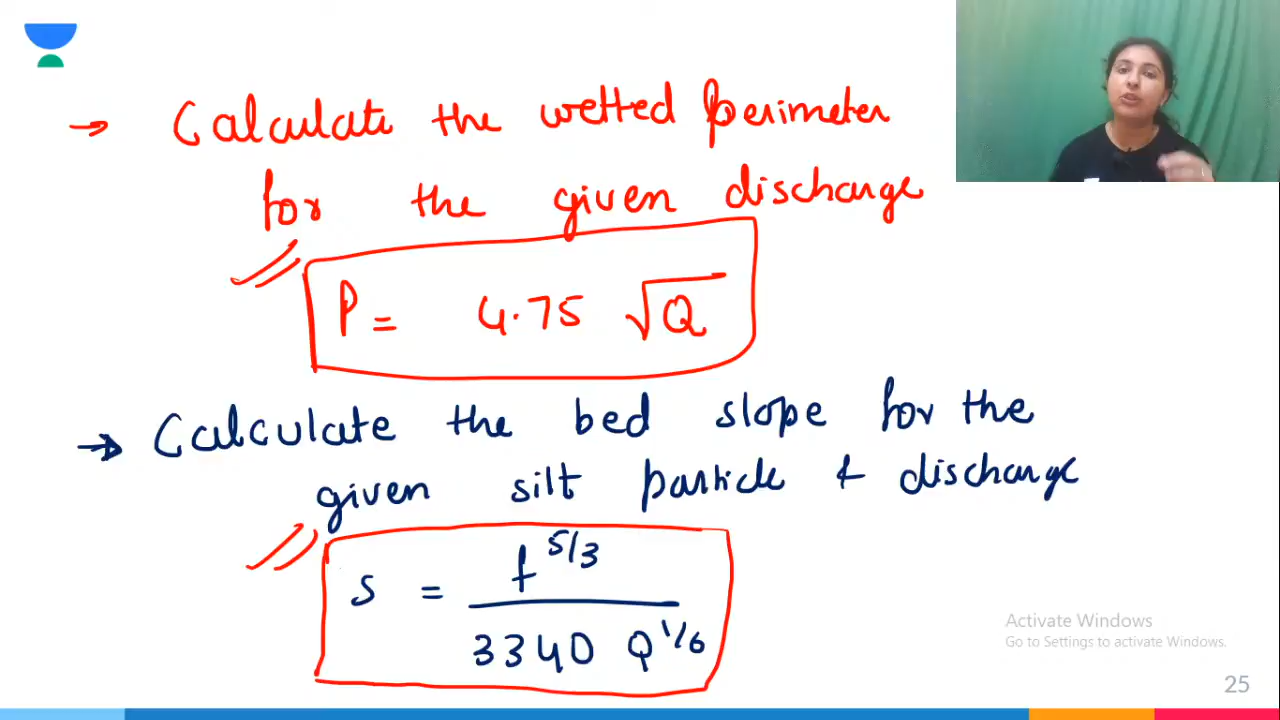 → Calculate the wetted perimeter
for the given discharge
P = 4.75 √Q
→ Calculate the bed slope for the
given silt particle & discharge
S = f^5/3 / 3340 Q^1/6
Activate Windows
Go to Settings to activate Windows.
25